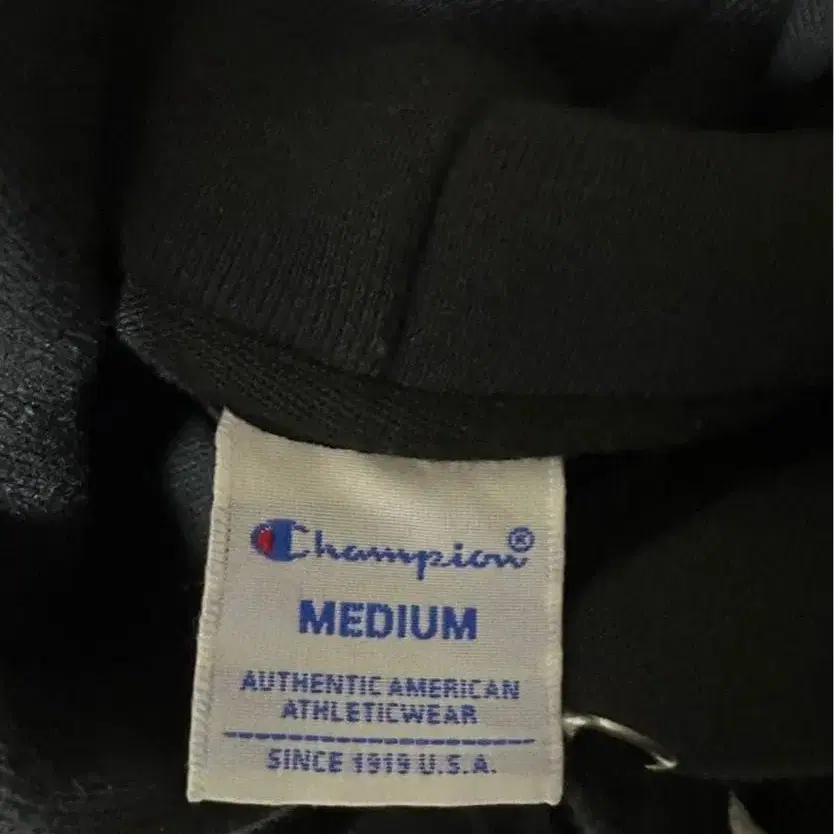 Champion®
MEDIUM
AUTHENTIC AMERICAN
ATHLETICWEAR
SINCE 1919 U.S.A.